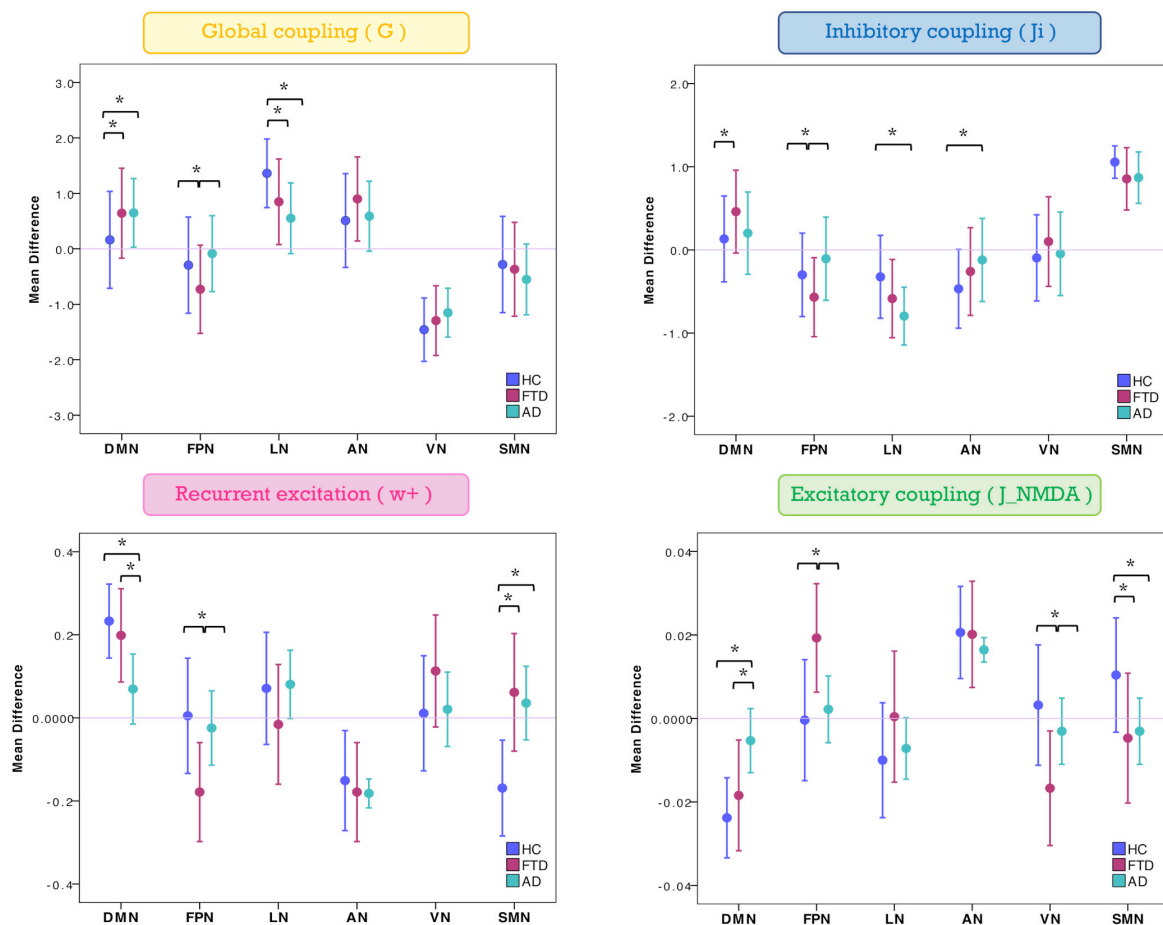 Global coupling ( G )
Mean Difference
3.0
2.0
1.0
0.0
-1.0
-2.0
-3.0
* * * * *
HC
FTD
AD
DMN FPN LN AN VN SMN
Inhibitory coupling ( Ji )
Mean Difference
2.0
1.0
0.0
-1.0
-2.0
* * * *
HC
FTD
AD
DMN FPN LN AN VN SMN
Recurrent excitation ( w+ )
Mean Difference
0.4
0.2
0.0000
-0.2
-0.4
* * * * *
HC
FTD
AD
DMN FPN LN AN VN SMN
Excitatory coupling ( J_NMDA )
Mean Difference
0.04
0.02
0.0000
-0.02
-0.04
* * * * * *
HC
FTD
AD
DMN FPN LN AN VN SMN